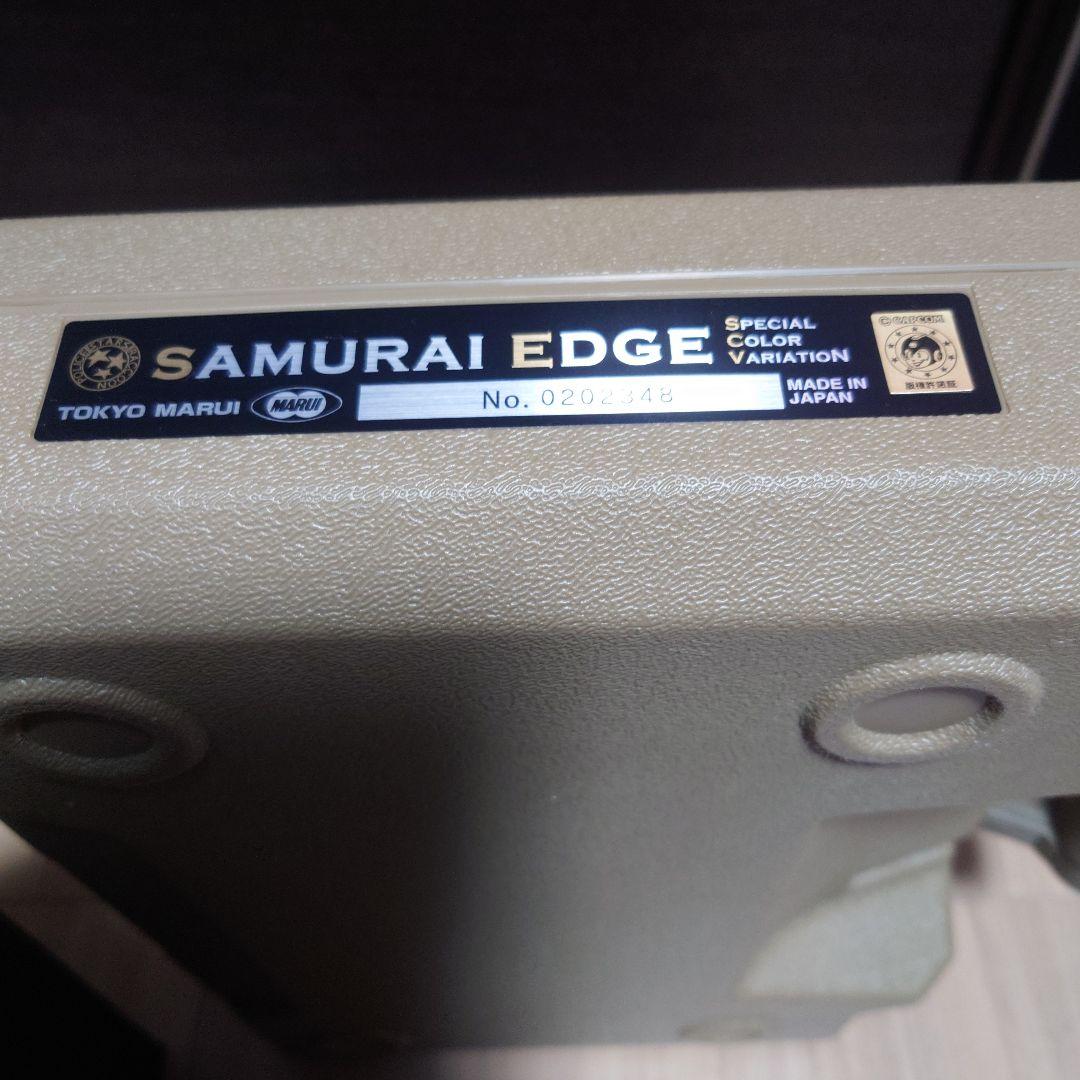 SAMURAI EDGE
SPECIAL
COLOR
VARIATION
© CAPCOM
版権許諾証
TOKYO MARUI
MARUI
No. 0202348
MADE IN
JAPAN